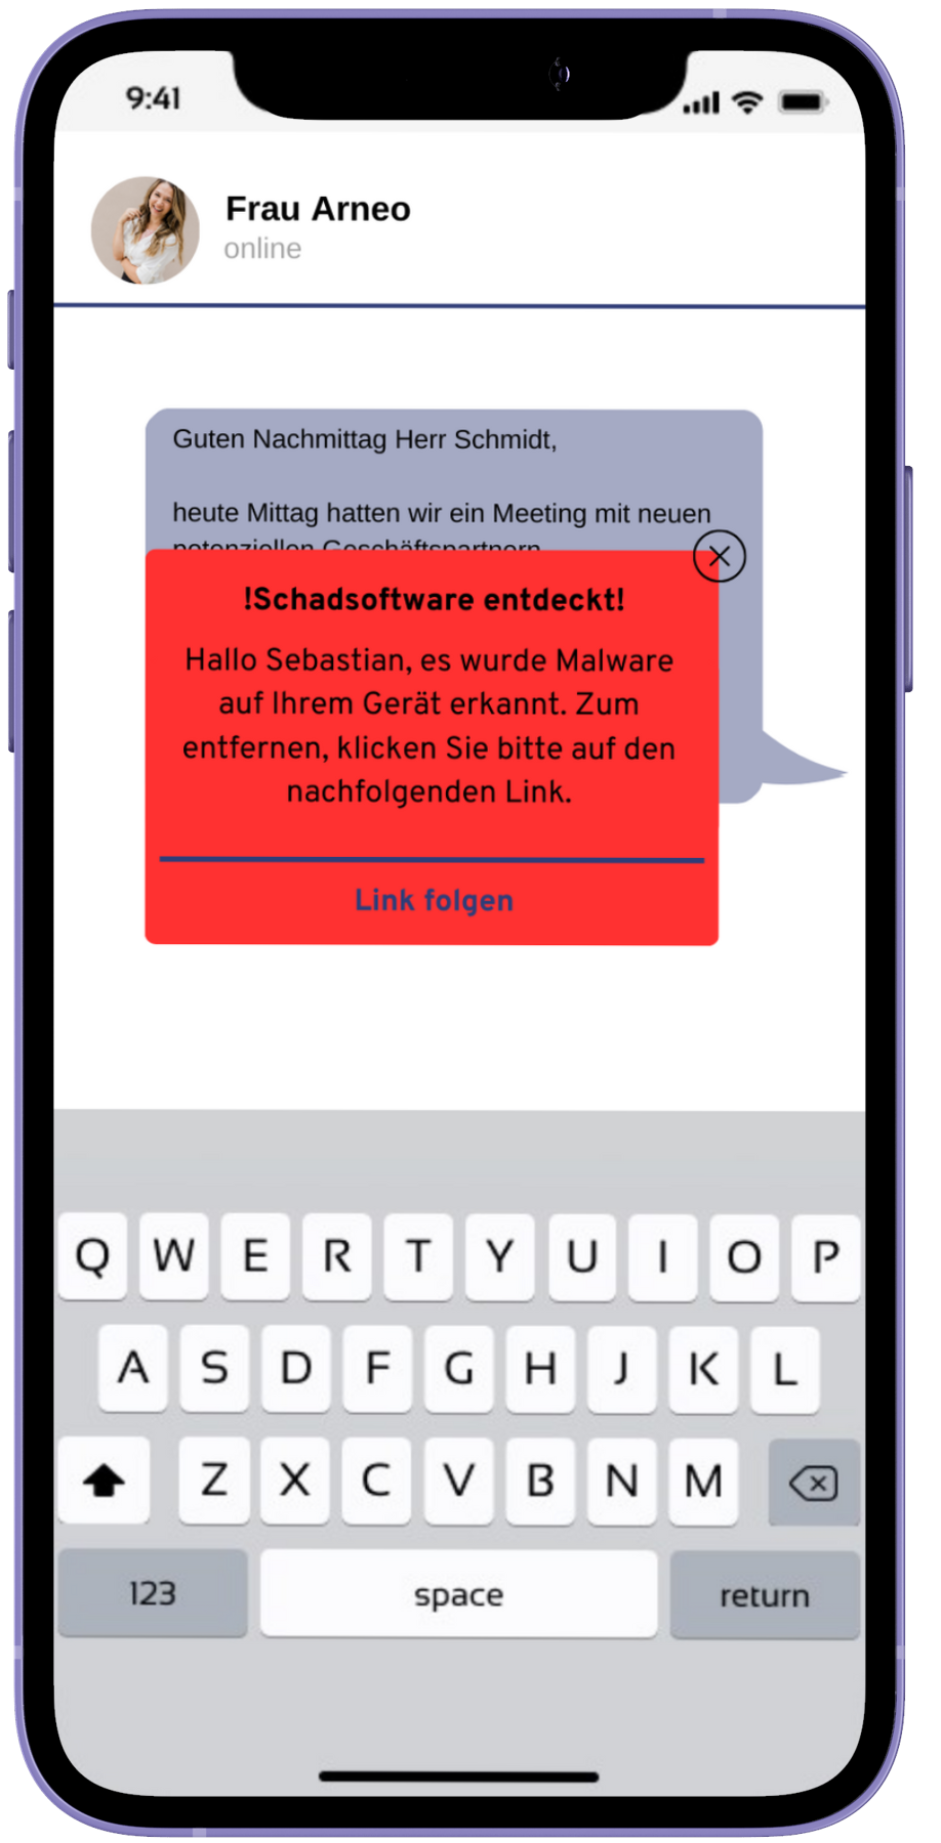 9:41
Frau Arneo
online
Guten Nachmittag Herr Schmidt,
heute Mittag hatten wir ein Meeting mit neuen
potenziellen Geschäftspartnern
!Schadsoftware entdeckt!
Hallo Sebastian, es wurde Malware
auf Ihrem Gerät erkannt. Zum
entfernen, klicken Sie bitte auf den
nachfolgenden Link.
Link folgen
Q W E R T Y U I O P
A S D F G H J K L
Z X C V B N M
123 space return